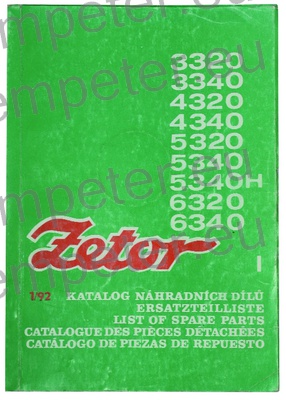 3320
3340
4320
4340
5320
5340
5340H
6320
6340
Zetor
I
1/92 KATALOG NÁHRADNÍCH DÍLŮ
ERSATZTEILLISTE
LIST OF SPARE PARTS
CATALOGUE DES PIÈCES DÉTACHÉES
CATÁLOGO DE PIEZAS DE REPUESTO